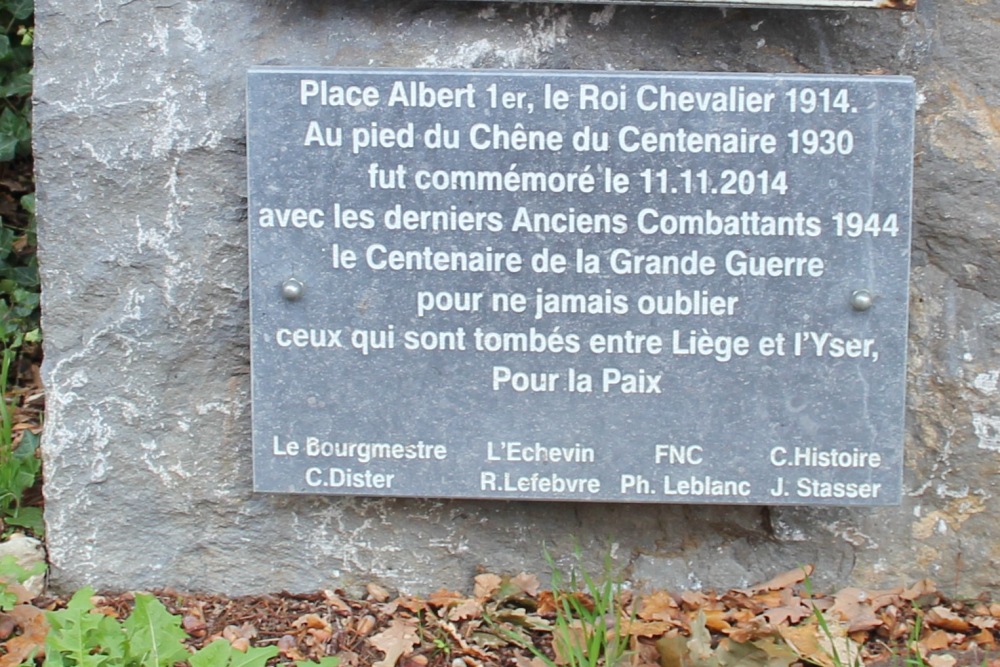 Place Albert 1er, le Roi Chevalier 1914.
Au pied du Chêne du Centenaire 1930
fut commémoré le 11.11.2014
avec les derniers Anciens Combattants 1944
le Centenaire de la Grande Guerre
pour ne jamais oublier
ceux qui sont tombés entre Liège et l'Yser,
Pour la Paix
Le Bourgmestre L'Echevin FNC C.Histoire
C.Dister R.Lefebvre Ph. Leblanc J. Stasser